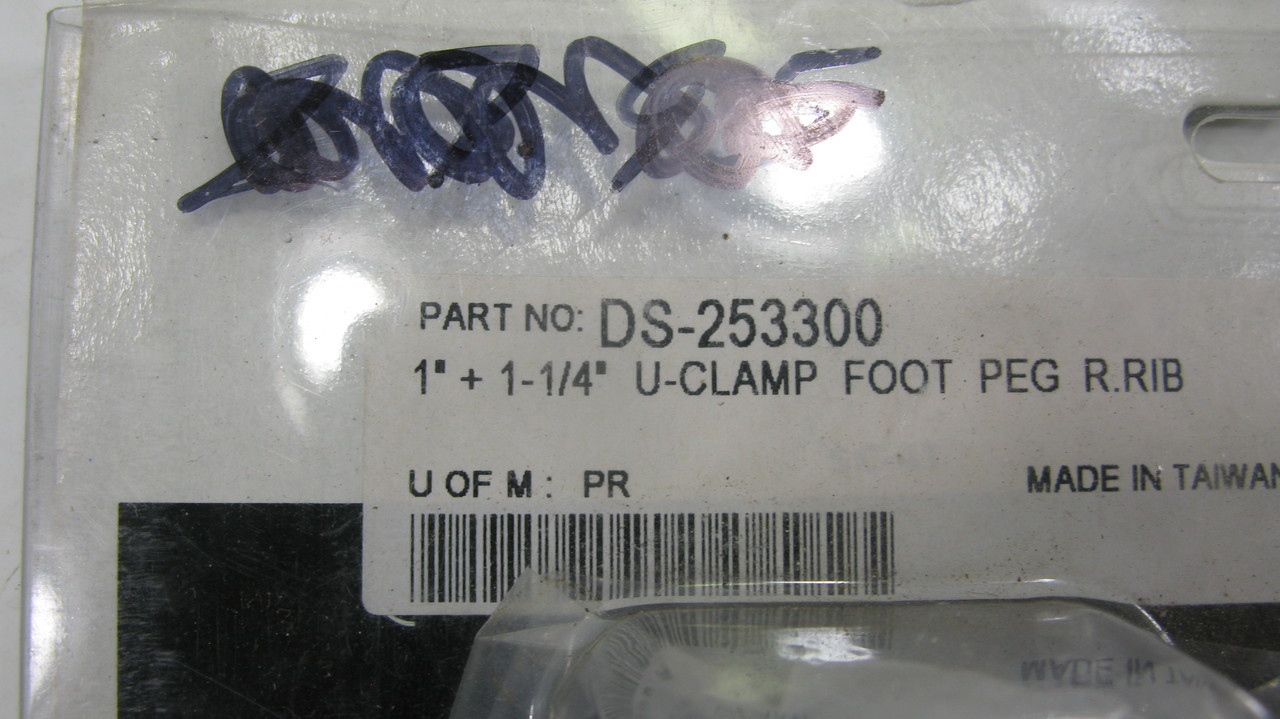 PART NO: DS-253300
1" + 1-1/4" U-CLAMP FOOT PEG R.RIB
U OF M : PR
MADE IN TAIWAN